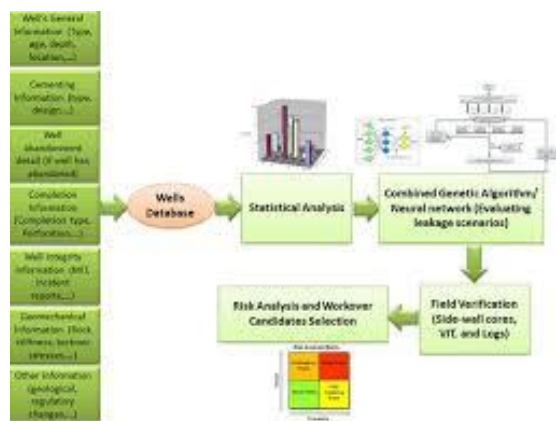 Well's General
Information (Type,
age, depth,
location,...)
Cementing
Information (type,
design,...)
Well
abandonment
detail (if well has
abandoned)
Completion
Information
(Completion type,
Perforation,...)
Well Integrity
Information (MIT,
incident
reports,...)
Geomechanical
Information (Rock
stiffness, tectonic
stresses,...)
Other information
(geological,
regulatory
changes,...)
Wells
Database
Statistical Analysis
Combined Genetic Algorithm/
Neural network (Evaluating
leakage scenarios)
Field Verification
(Side-wall cores,
VIT, and Logs)
Risk Analysis and Workover
Candidates Selection